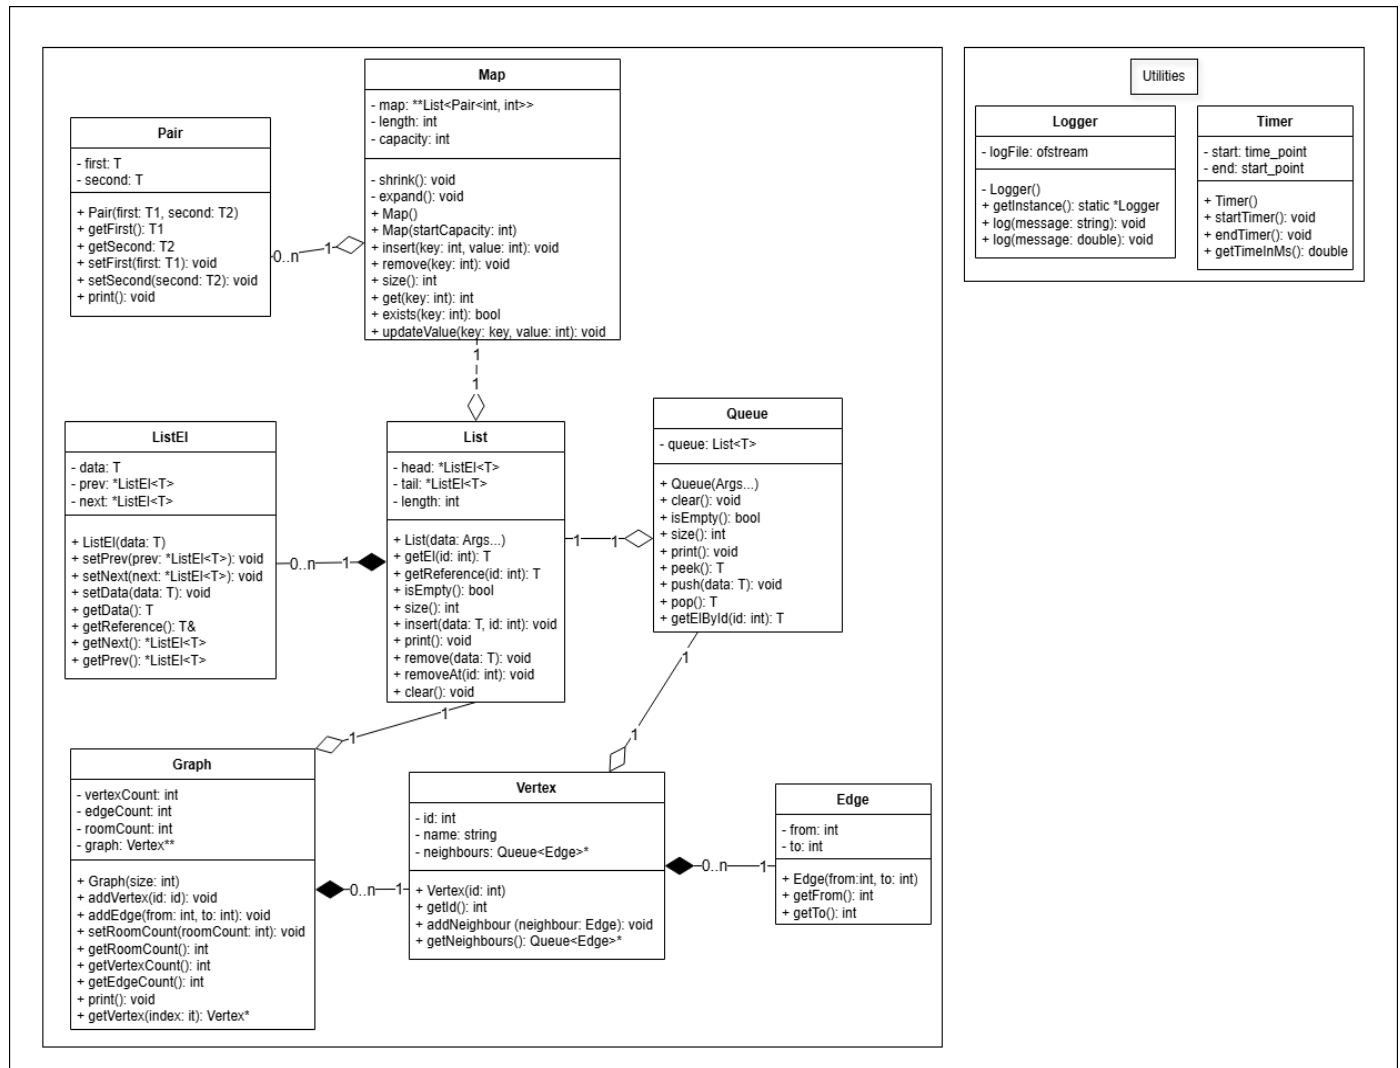 Map
- map: **List<Pair<int, int>>
- length: int
- capacity: int
- shrink(): void
- expand(): void
+ Map()
+ Map(startCapacity: int)
+ insert(key: int, value: int): void
+ remove(key: int): void
+ size(): int
+ get(key: int): int
+ exists(key: int): bool
+ updateValue(key: key, value: int): void
Pair
- first: T
- second: T
+ Pair(first: T1, second: T2)
+ getFirst(): T1
+ getSecond: T2
+ setFirst(first: T1): void
+ setSecond(second: T2): void
+ print(): void
0..n
1
1
1
Utilities
Logger
- logFile: ofstream
- Logger()
+ getInstance(): static *Logger
+ log(message: string): void
+ log(message: double): void
Timer
- start: time_point
- end: start_point
+ Timer()
+ startTimer(): void
+ endTimer(): void
+ getTimeInMs(): double
ListEl
- data: T
- prev: *ListEl<T>
- next: *ListEl<T>
+ ListEl(data: T)
+ setPrev(prev: *ListEl<T>): void
+ setNext(next: *ListEl<T>): void
+ setData(data: T): void
+ getData(): T
+ getReference(): T&
+ getNext(): *ListEl<T>
+ getPrev(): *ListEl<T>
0..n
1
List
- head: *ListEl<T>
- tail: *ListEl<T>
- length: int
+ List(data: Args...)
+ getEl(id: int): T
+ getReference(id: int): T
+ isEmpty(): bool
+ size(): int
+ insert(data: T, id: int): void
+ print(): void
+ remove(data: T): void
+ removeAt(id: int): void
+ clear(): void
1
1
Queue
- queue: List<T>
+ Queue(Args...)
+ clear(): void
+ isEmpty(): bool
+ size(): int
+ print(): void
+ peek(): T
+ push(data: T): void
+ pop(): T
+ getElById(id: int): T
1
1
1
1
Graph
- vertexCount: int
- edgeCount: int
- roomCount: int
- graph: Vertex**
+ Graph(size: int)
+ addVertex(id: id): void
+ addEdge(from: int, to: int): void
+ setRoomCount(roomCount: int): void
+ getRoomCount(): int
+ getVertexCount(): int
+ getEdgeCount(): int
+ print(): void
+ getVertex(index: it): Vertex*
0..n
1
Vertex
- id: int
- name: string
- neighbours: Queue<Edge>*
+ Vertex(id: int)
+ getId(): int
+ addNeighbour (neighbour: Edge): void
+ getNeighbours(): Queue<Edge>*
0..n
1
Edge
- from: int
- to: int
+ Edge(from:int, to: int)
+ getFrom(): int
+ getTo(): int